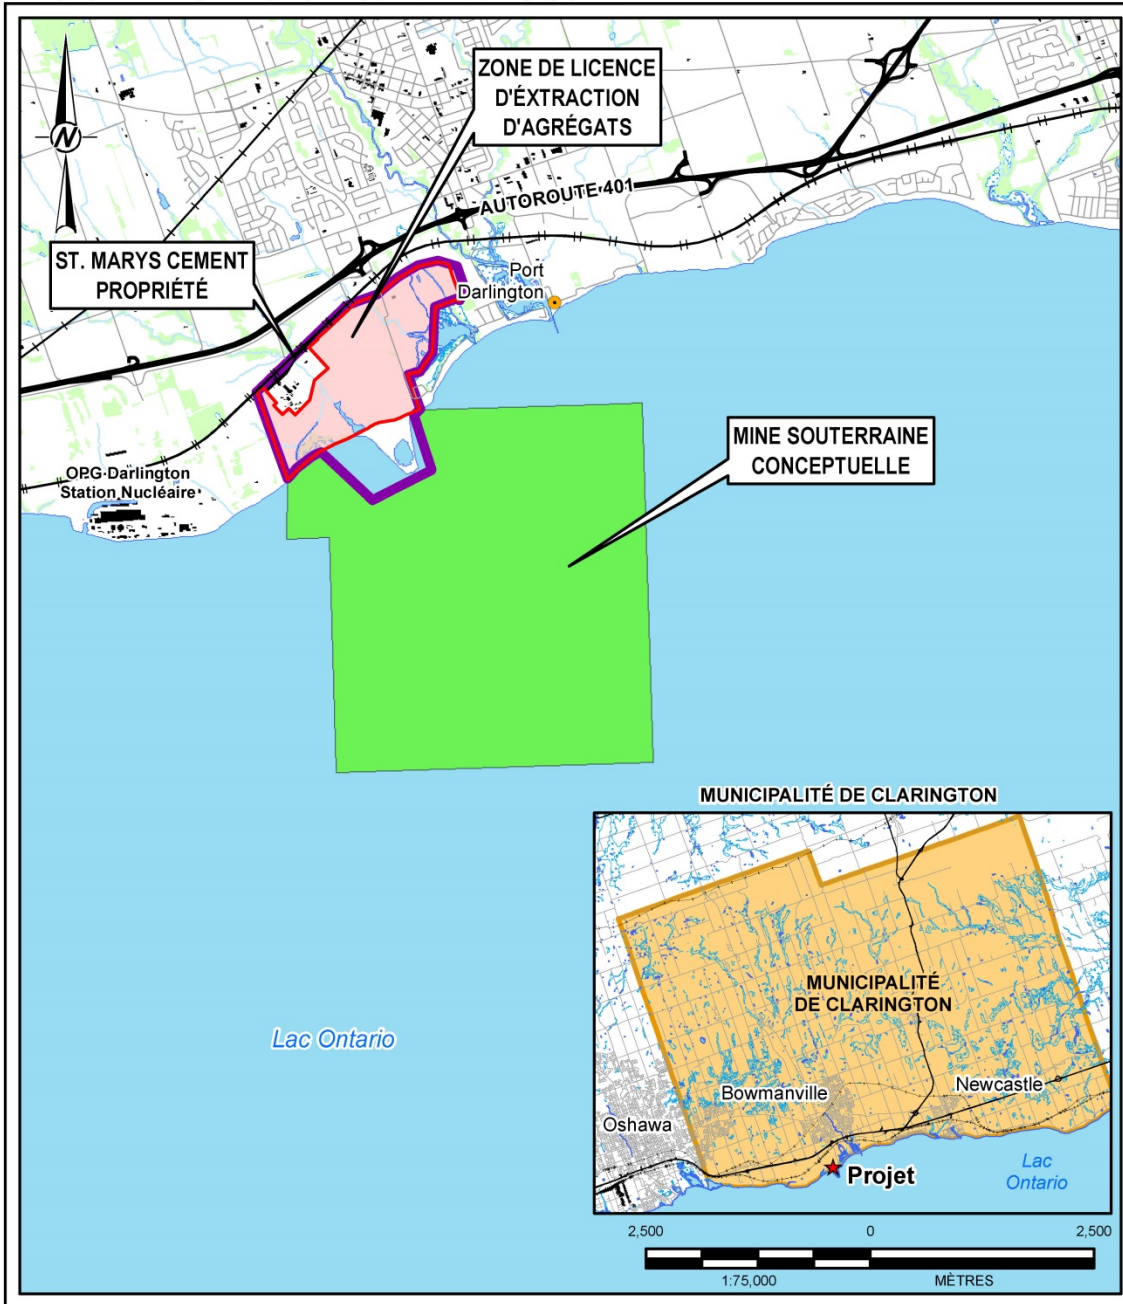 ZONE DE LICENCE
D'ÉXTRACTION
D'AGRÉGATS
N
AUTOROUTE 401
ST. MARYS CEMENT
PROPRIÉTÉ
Port
Darlington
MINE SOUTERRAINE
CONCEPTUELLE
OPG Darlington
Station Nucléaire
Lac Ontario
MUNICIPALITÉ DE CLARINGTON
MUNICIPALITÉ
DE CLARINGTON
Bowmanville
Newcastle
Oshawa
Projet
Lac
Ontario
2,500 0 2,500
1:75,000 MÈTRES